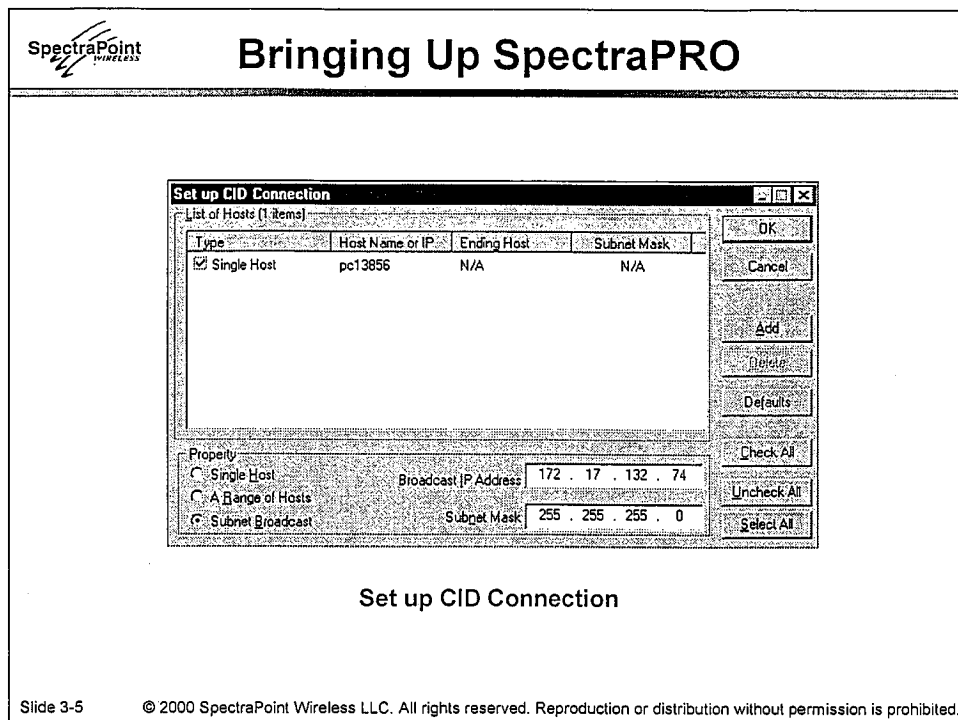 SpectraPoint
WIRELESS
Bringing Up SpectraPRO
Set up CID Connection
List of Hosts (1 items)
Type Host Name or IP Ending Host Subnet Mask
Single Host pc13856 N/A N/A
OK
Cancel
Add
Delete
Defaults
Check All
Uncheck All
Select All
Property
Single Host
A Range of Hosts
Subnet Broadcast
Broadcast IP Address 172 . 17 . 132 . 74
Subnet Mask 255 . 255 . 255 . 0
Set up CID Connection
Slide 3-5 © 2000 SpectraPoint Wireless LLC. All rights reserved. Reproduction or distribution without permission is prohibited.